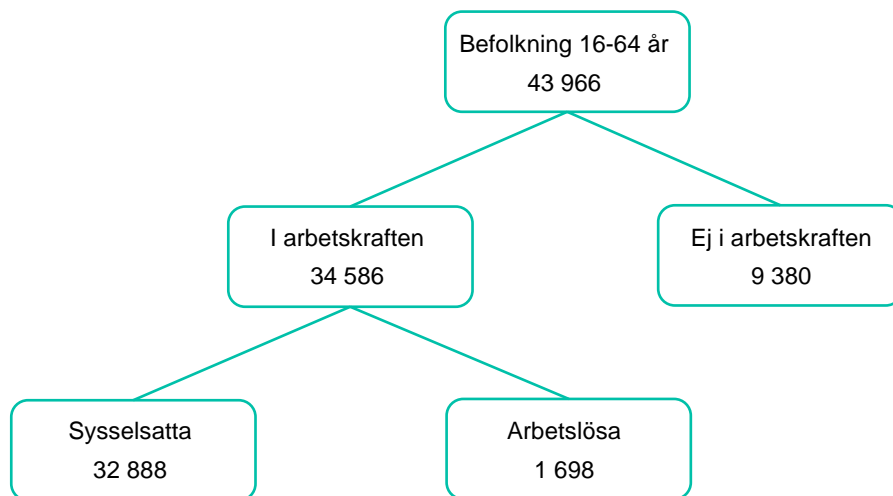 Befolkning 16-64 år
43 966
I arbetskraften
34 586
Ej i arbetskraften
9 380
Sysselsatta
32 888
Arbetslösa
1 698